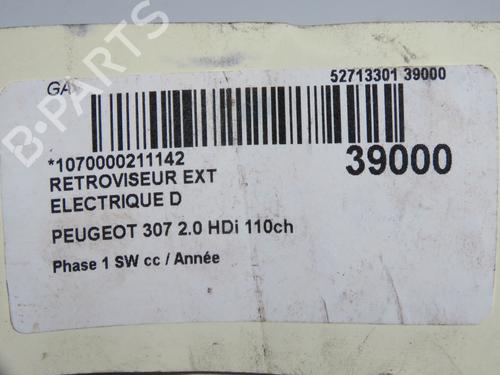 B-PARTS
GA
52713301 39000
*1070000211142
39000
RETROVISEUR EXT
ELECTRIQUE D
PEUGEOT 307 2.0 HDi 110ch
Phase 1 SW cc / Année